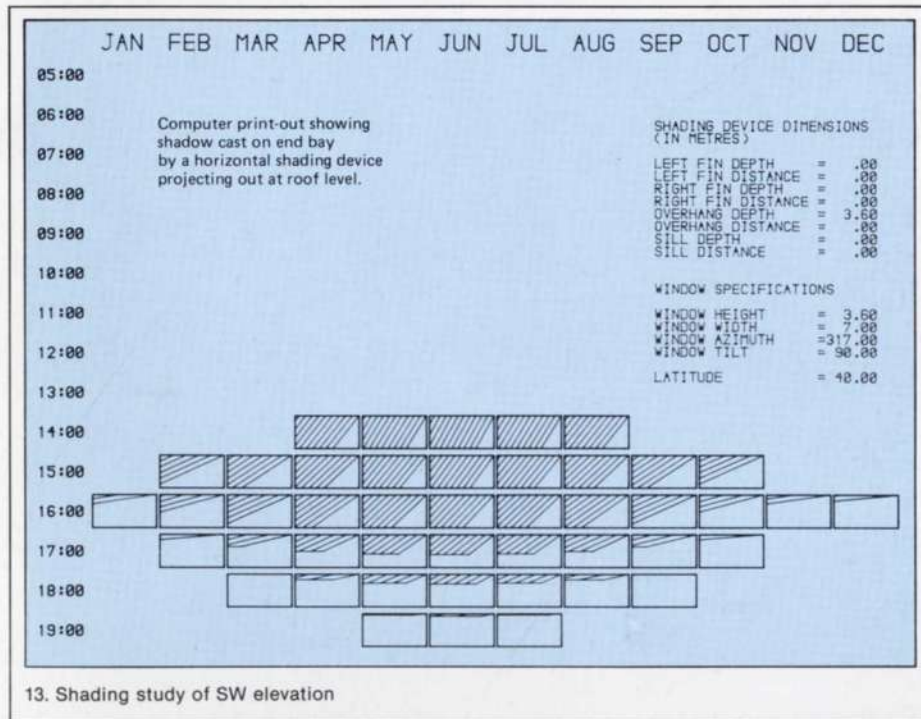 JAN FEB MAR APR MAY JUN JUL AUG SEP OCT NOV DEC
05:00
06:00
07:00
08:00
09:00
10:00
11:00
12:00
13:00
14:00
15:00
16:00
17:00
18:00
19:00
Computer print-out showing
shadow cast on end bay
by a horizontal shading device
projecting out at roof level.
SHADING DEVICE DIMENSIONS
(IN METRES)
LEFT FIN DEPTH = .00
LEFT FIN DISTANCE = .00
RIGHT FIN DEPTH = .00
RIGHT FIN DISTANCE = .00
OVERHANG DEPTH = 3.60
OVERHANG DISTANCE = .00
SILL DEPTH = .00
SILL DISTANCE = .00
WINDOW SPECIFICATIONS
WINDOW HEIGHT = 3.60
WINDOW WIDTH = 7.00
WINDOW AZIMUTH =317.00
WINDOW TILT = 90.00
LATITUDE = 40.00
13. Shading study of SW elevation